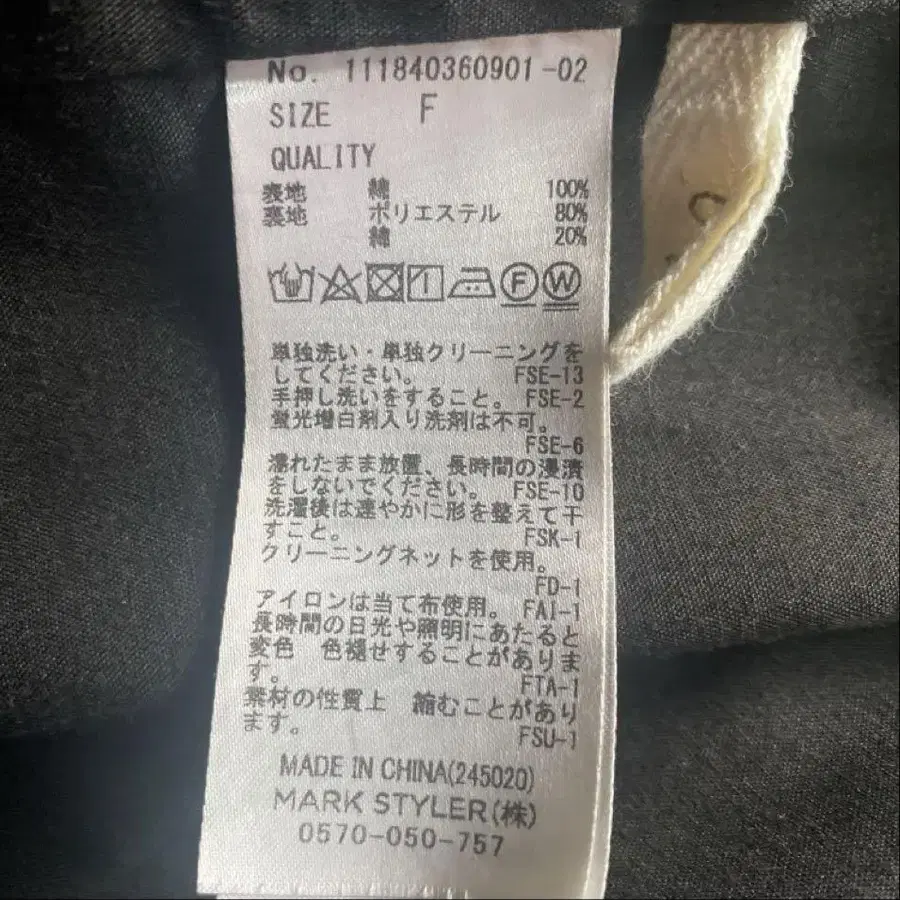 No. 111840360901-02
SIZE F
QUALITY
表地 綿 100%
裏地 ポリエステル 80%
綿 20%
F W
単独洗い・単独クリーニングを
してください。 FSE-13
手押し洗いをすること。 FSE-2
蛍光増白剤入り洗剤は不可。
FSE-6
濡れたまま放置、長時間の浸漬
をしないでください。 FSE-10
洗濯後は速やかに形を整えて干
すこと。 FSK-1
クリーニングネットを使用。
FD-1
アイロンは当て布使用。 FAI-1
長時間の日光や照明にあたると
変色 色褪せすることがありま
す。 FTA-1
素材の性質上 縮むことがあり
ます。 FSU-1
MADE IN CHINA(245020)
MARK STYLER(株)
0570-050-757